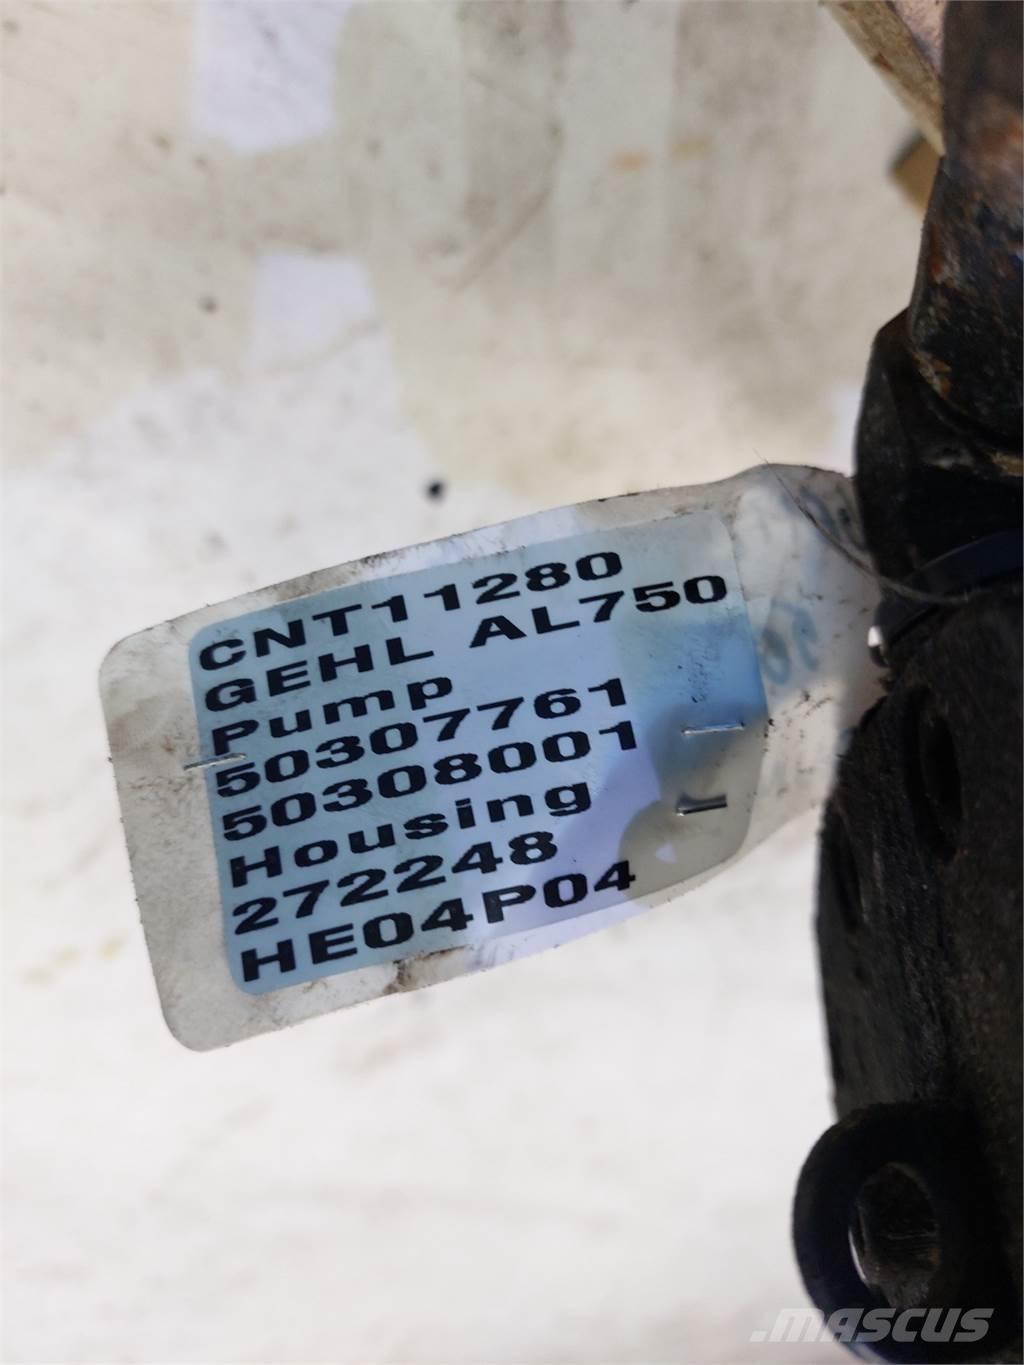 CNT11280
GEHL AL750
Pump
50307761
50308001
Housing
272248
HE04P04
.MASCUS